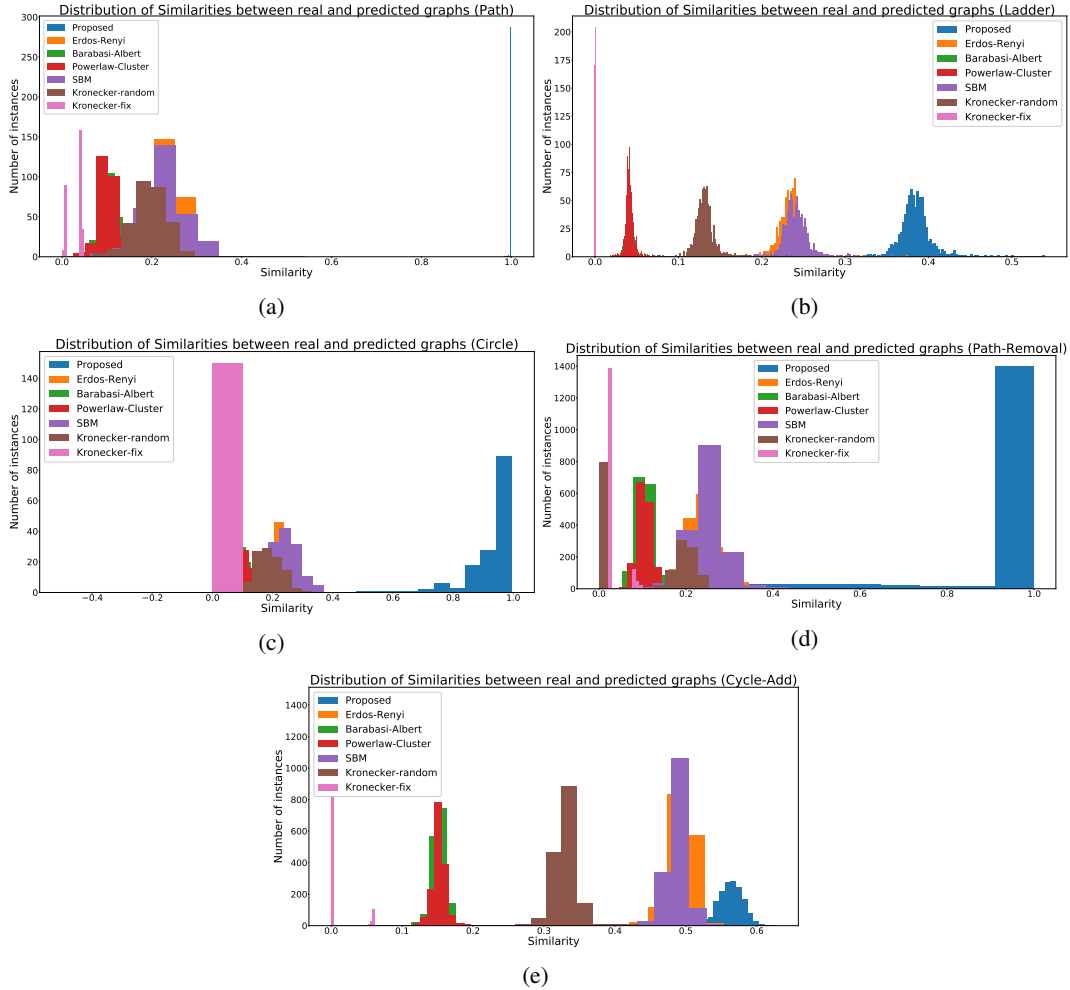 Distribution of Similarities between real and predicted graphs (Path)
300
250
200
150
100
50
0
Number of instances
Proposed
Erdos-Renyi
Barabasi-Albert
Powerlaw-Cluster
SBM
Kronecker-random
Kronecker-fix
0.0 0.2 0.4 0.6 0.8 1.0
Similarity
(a)
Distribution of Similarities between real and predicted graphs (Ladder)
200
175
150
125
100
75
50
25
0
Number of instances
Proposed
Erdos-Renyi
Barabasi-Albert
Powerlaw-Cluster
SBM
Kronecker-random
Kronecker-fix
0.0 0.1 0.2 0.3 0.4 0.5
Similarity
(b)
Distribution of Similarities between real and predicted graphs (Circle)
140
120
100
80
60
40
20
0
Number of instances
Proposed
Erdos-Renyi
Barabasi-Albert
Powerlaw-Cluster
SBM
Kronecker-random
Kronecker-fix
−0.4 −0.2 0.0 0.2 0.4 0.6 0.8 1.0
Similarity
(c)
Distribution of Similarities between real and predicted graphs (Path-Removal)
1400
1200
1000
800
600
400
200
0
Number of instances
Proposed
Erdos-Renyi
Barabasi-Albert
Powerlaw-Cluster
SBM
Kronecker-random
Kronecker-fix
0.0 0.2 0.4 0.6 0.8 1.0
Similarity
(d)
Distribution of Similarities between real and predicted graphs (Cycle-Add)
1400
1200
1000
800
600
400
200
0
Number of instances
Proposed
Erdos-Renyi
Barabasi-Albert
Powerlaw-Cluster
SBM
Kronecker-random
Kronecker-fix
0.0 0.1 0.2 0.3 0.4 0.5 0.6
Similarity
(e)